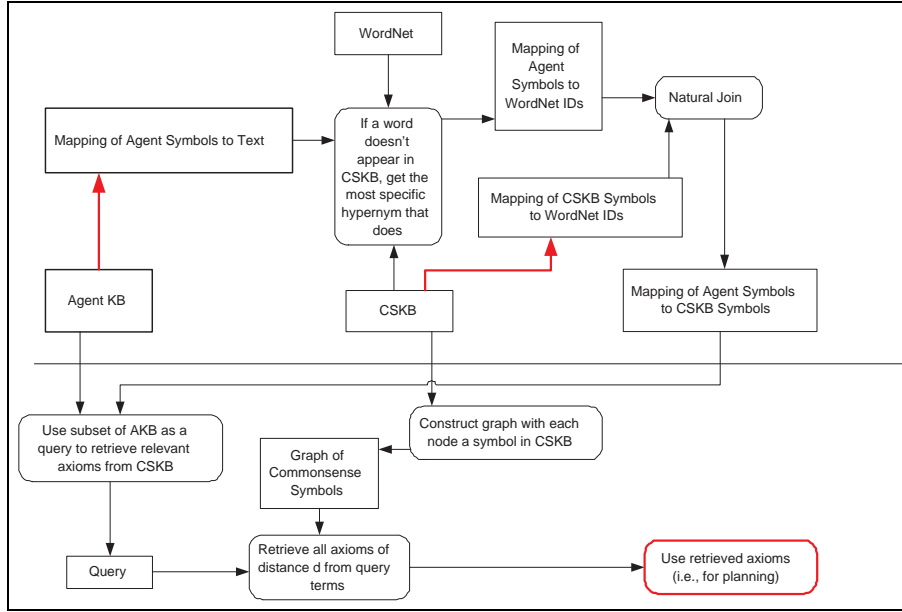 WordNet
Mapping of
Agent
Symbols to
WordNet IDs
Natural Join
Mapping of Agent Symbols to Text
If a word
doesn't
appear in
CSKB, get the
most specific
hypernym that
does
Mapping of CSKB Symbols
to WordNet IDs
Agent KB
CSKB
Mapping of Agent Symbols
to CSKB Symbols
Use subset of AKB as a
query to retrieve relevant
axioms from CSKB
Construct graph with each
node a symbol in CSKB
Graph of
Commonsense
Symbols
Query
Retrieve all axioms of
distance d from query
terms
Use retrieved axioms
(i.e., for planning)